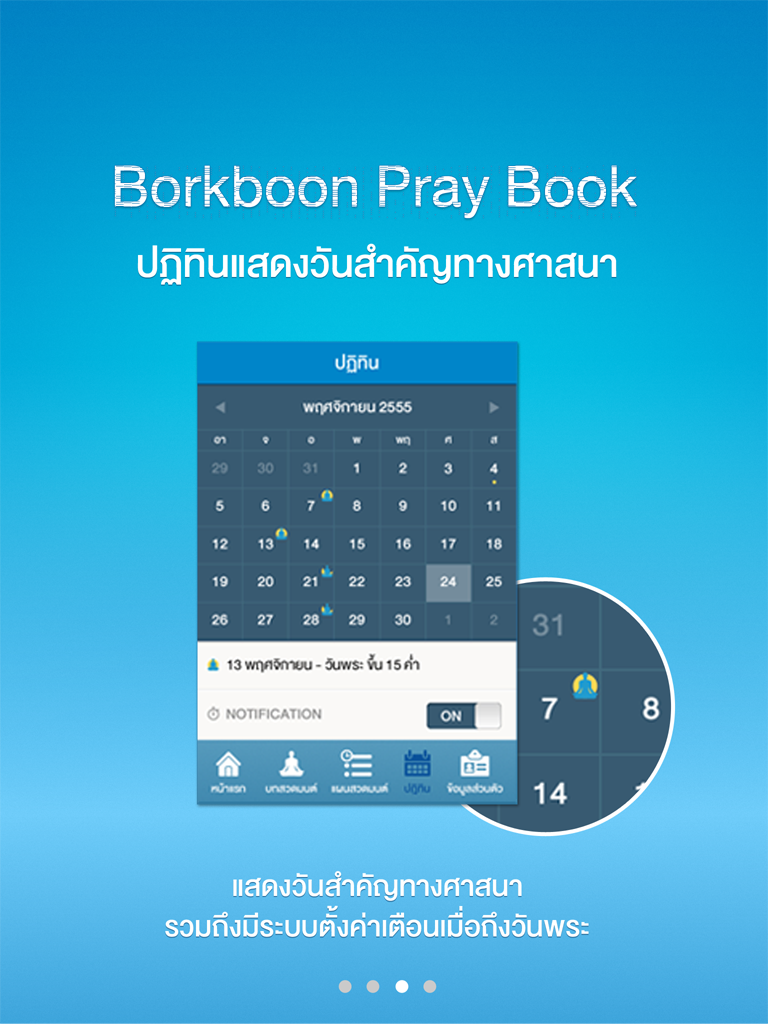 Borkboon Pray Book
ปฏิทินแสดงวันสำคัญทางศาสนา
ปฏิทิน
พฤศจิกายน 2555
อา จ อ พ พฤ ศ ส
29 30 31 1 2 3 4
5 6 7 8 9 10 11
12 13 14 15 16 17 18
19 20 21 22 23 24 25
26 27 28 29 30 1 2
31
7 8
14
13 พฤศจิกายน - วันพระ ขึ้น 15 ค่ำ
NOTIFICATION ON
หน้าแรก บทสวดมนต์ แผนสวดมนต์ ปฏิทิน ข้อมูลส่วนตัว
แสดงวันสำคัญทางศาสนา
รวมถึงมีระบบตั้งค่าเตือนเมื่อถึงวันพระ